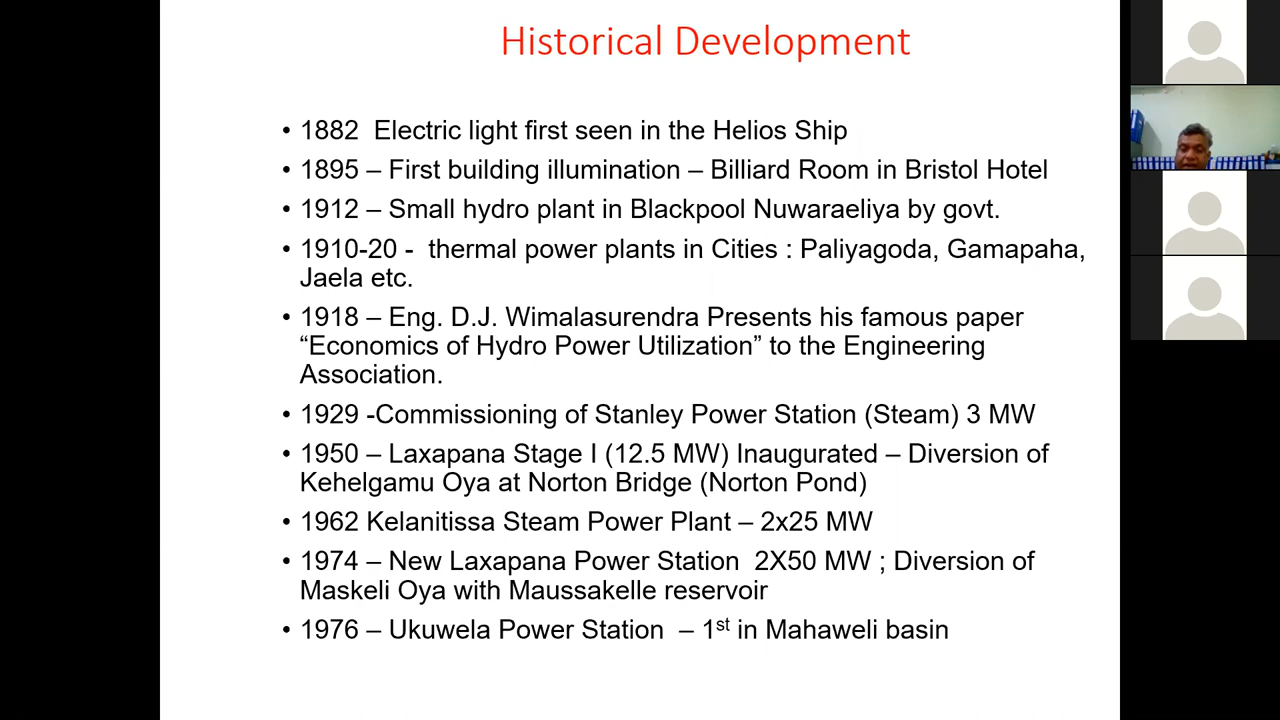 Historical Development
• 1882  Electric light first seen in the Helios Ship
• 1895 – First building illumination – Billiard Room in Bristol Hotel
• 1912 – Small hydro plant in Blackpool Nuwaraeliya by govt.
• 1910-20 -  thermal power plants in Cities : Paliyagoda, Gamapaha,
Jaela etc.
• 1918 – Eng. D.J. Wimalasurendra Presents his famous paper
“Economics of Hydro Power Utilization” to the Engineering
Association.
• 1929 -Commissioning of Stanley Power Station (Steam) 3 MW
• 1950 – Laxapana Stage I (12.5 MW) Inaugurated – Diversion of
Kehelgamu Oya at Norton Bridge (Norton Pond)
• 1962 Kelanitissa Steam Power Plant – 2x25 MW
• 1974 – New Laxapana Power Station  2X50 MW ; Diversion of
Maskeli Oya with Maussakelle reservoir
• 1976 – Ukuwela Power Station  – 1st in Mahaweli basin